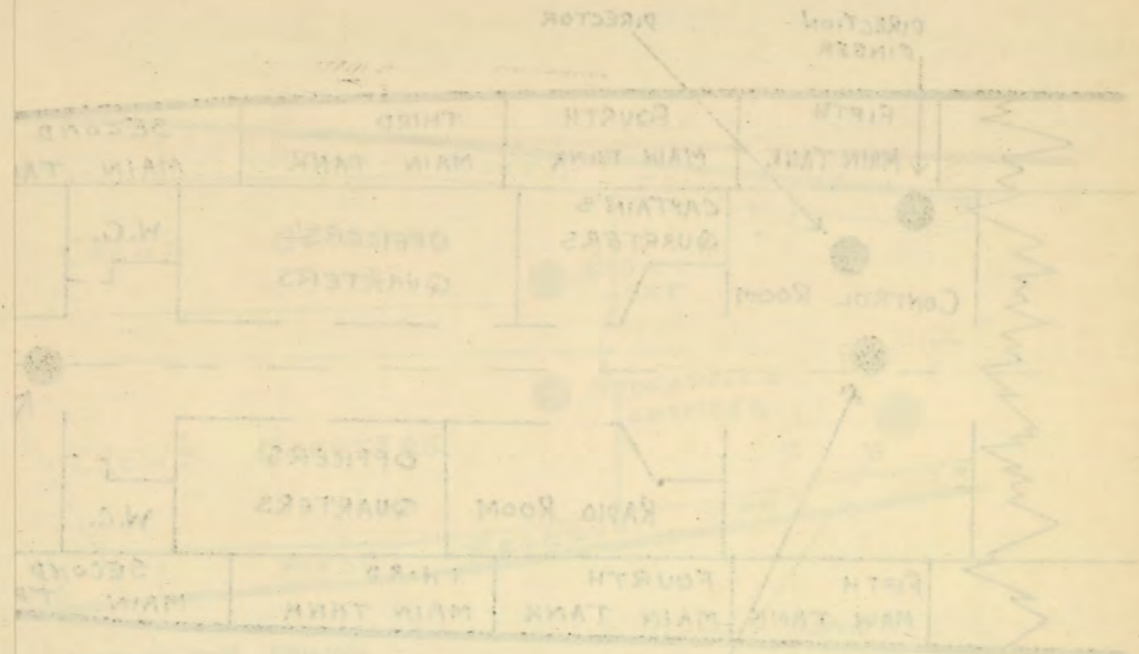 DIRECTION
FINDER
DIRECTOR
FIFTH
MAIN TANK
FOURTH
MAIN TANK
THIRD
MAIN TANK
SECOND
MAIN TA
CONTROL ROOM
CAPTAIN'S
QUARTERS
OFFICERS'S
QUARTERS
W.C.
RADIO ROOM
OFFICERS
QUARTERS
W.C.
FIFTH
MAIN TANK
FOURTH
MAIN TANK
THIRD
MAIN TANK
SECOND
MAIN TA